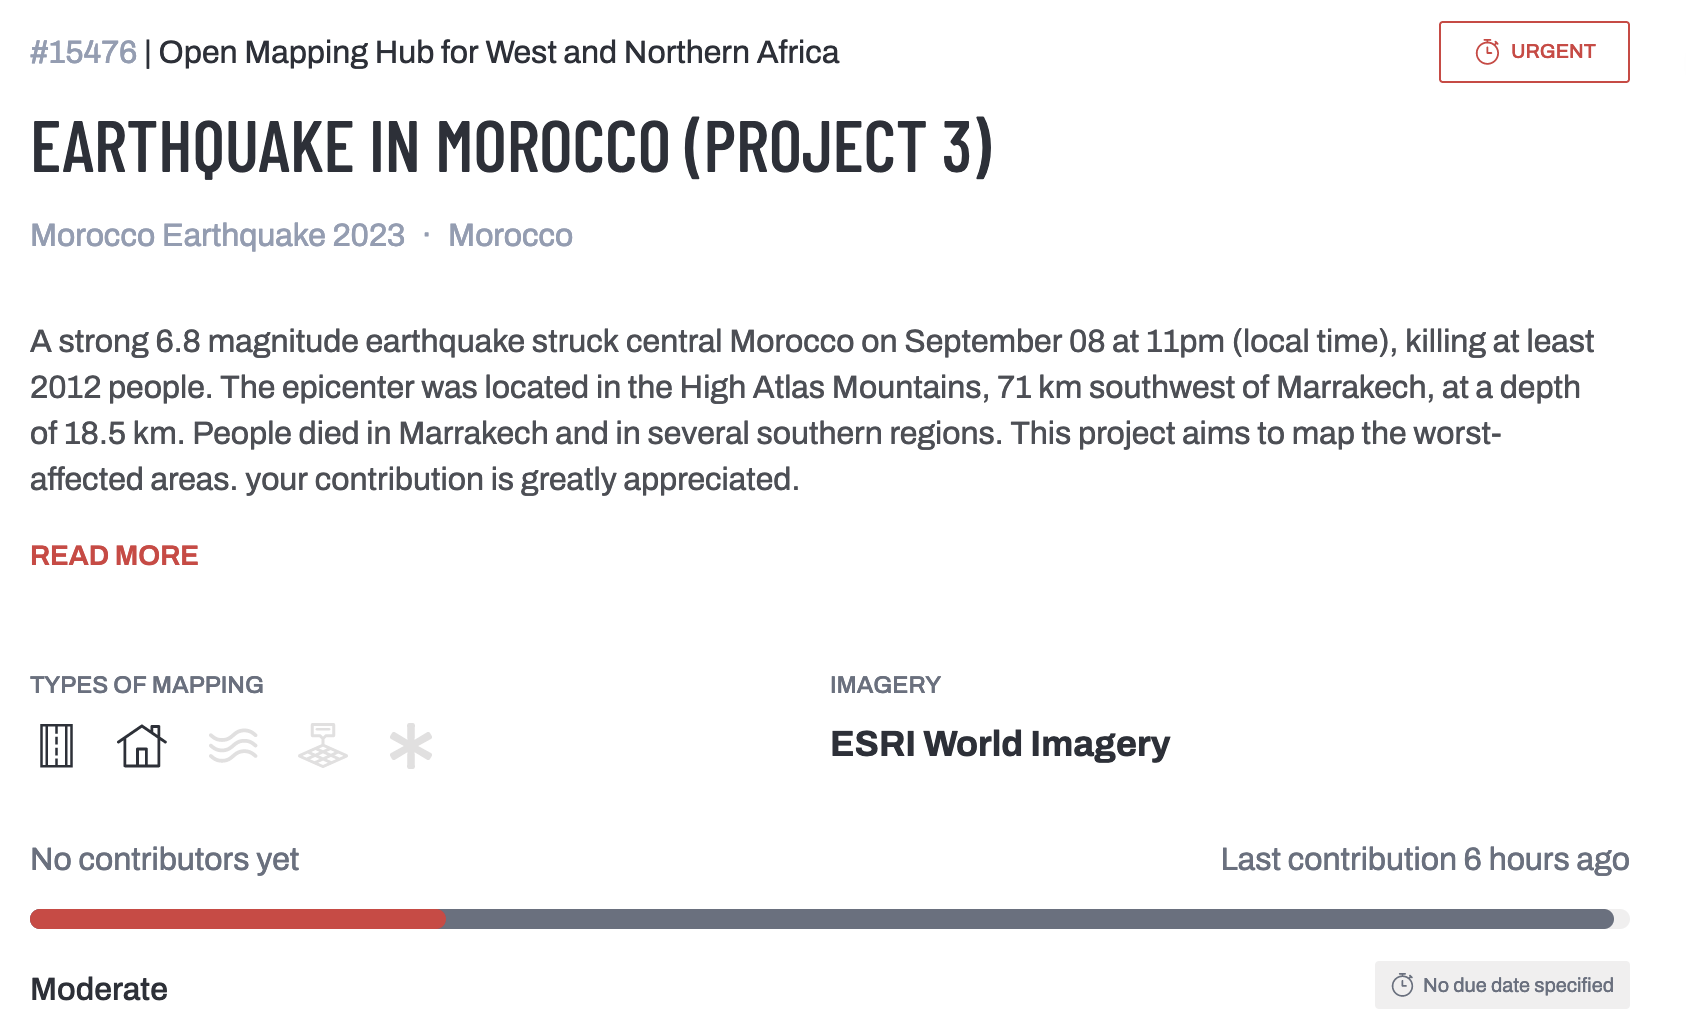 #15476 | Open Mapping Hub for West and Northern Africa
URGENT
EARTHQUAKE IN MOROCCO (PROJECT 3)
Morocco Earthquake 2023 · Morocco
A strong 6.8 magnitude earthquake struck central Morocco on September 08 at 11pm (local time), killing at least
2012 people. The epicenter was located in the High Atlas Mountains, 71 km southwest of Marrakech, at a depth
of 18.5 km. People died in Marrakech and in several southern regions. This project aims to map the worst-
affected areas. your contribution is greatly appreciated.
READ MORE
TYPES OF MAPPING
IMAGERY
ESRI World Imagery
No contributors yet
Last contribution 6 hours ago
Moderate
No due date specified